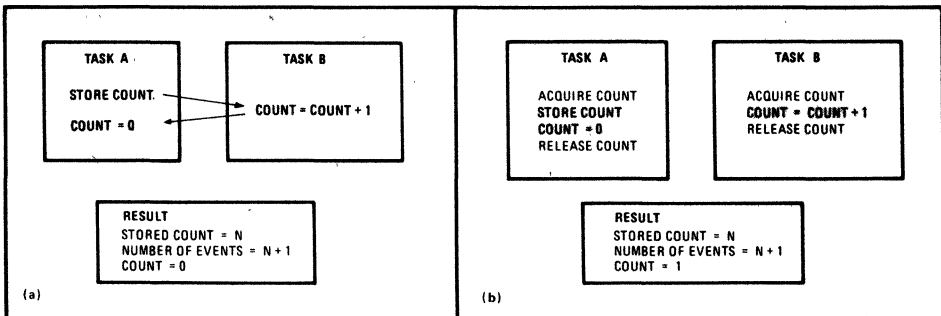 TASK A
STORE COUNT.
COUNT = 0
TASK B
COUNT = COUNT + 1
RESULT
STORED COUNT = N
NUMBER OF EVENTS = N + 1
COUNT = 0
(a)
TASK A
ACQUIRE COUNT
STORE COUNT
COUNT = 0
RELEASE COUNT
TASK B
ACQUIRE COUNT
COUNT = COUNT + 1
RELEASE COUNT
RESULT
STORED COUNT = N
NUMBER OF EVENTS = N + 1
COUNT = 1
(b)